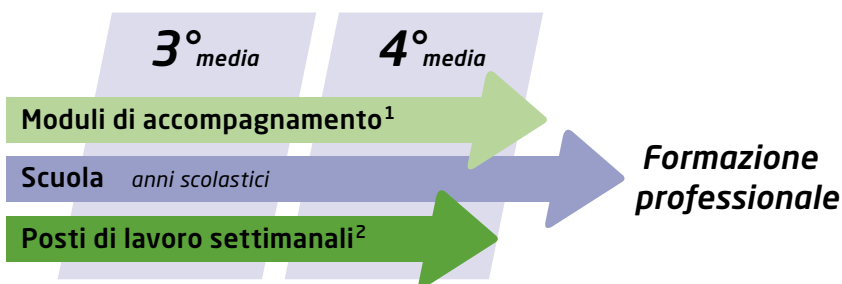 3° media 4° media
Moduli di accompagnamento1
Scuola anni scolastici
Formazione
professionale
Posti di lavoro settimanali2